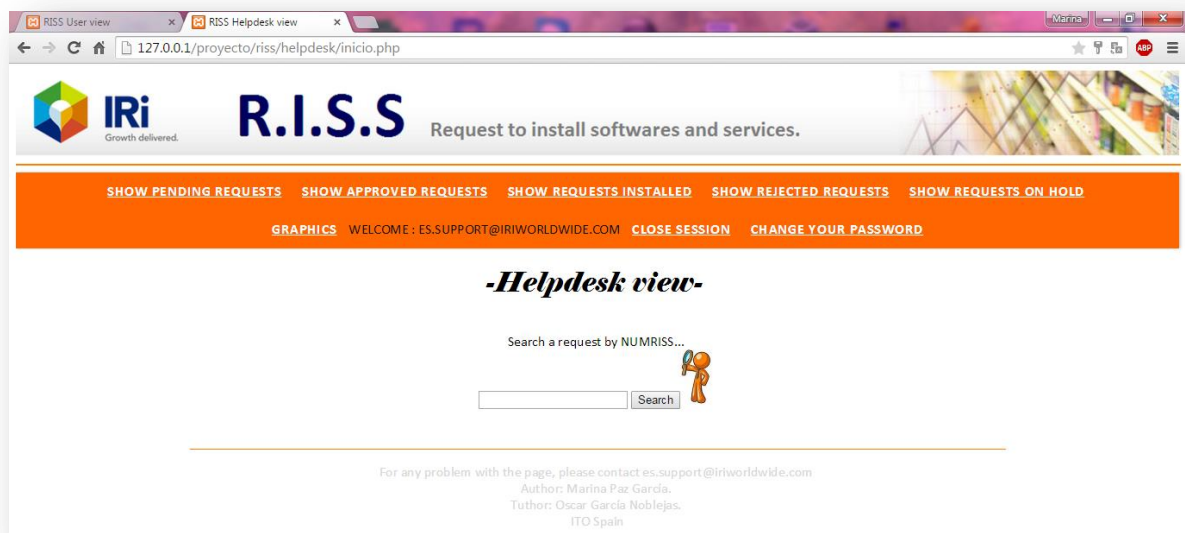 RISS User view
RISS Helpdesk view
Marina
127.0.0.1/proyecto/riss/helpdesk/inicio.php
ABP
IRi
Growth delivered.
R.I.S.S Request to install softwares and services.
SHOW PENDING REQUESTS SHOW APPROVED REQUESTS SHOW REQUESTS INSTALLED SHOW REJECTED REQUESTS SHOW REQUESTS ON HOLD
GRAPHICS WELCOME : ES.SUPPORT@IRIWORLDWIDE.COM CLOSE SESSION CHANGE YOUR PASSWORD
-Helpdesk view-
Search a request by NUMRISS...
Search
For any problem with the page, please contact es.support@iriworldwide.com
Author: Marina Paz García.
Tuthor: Oscar García Noblejas.
ITO Spain